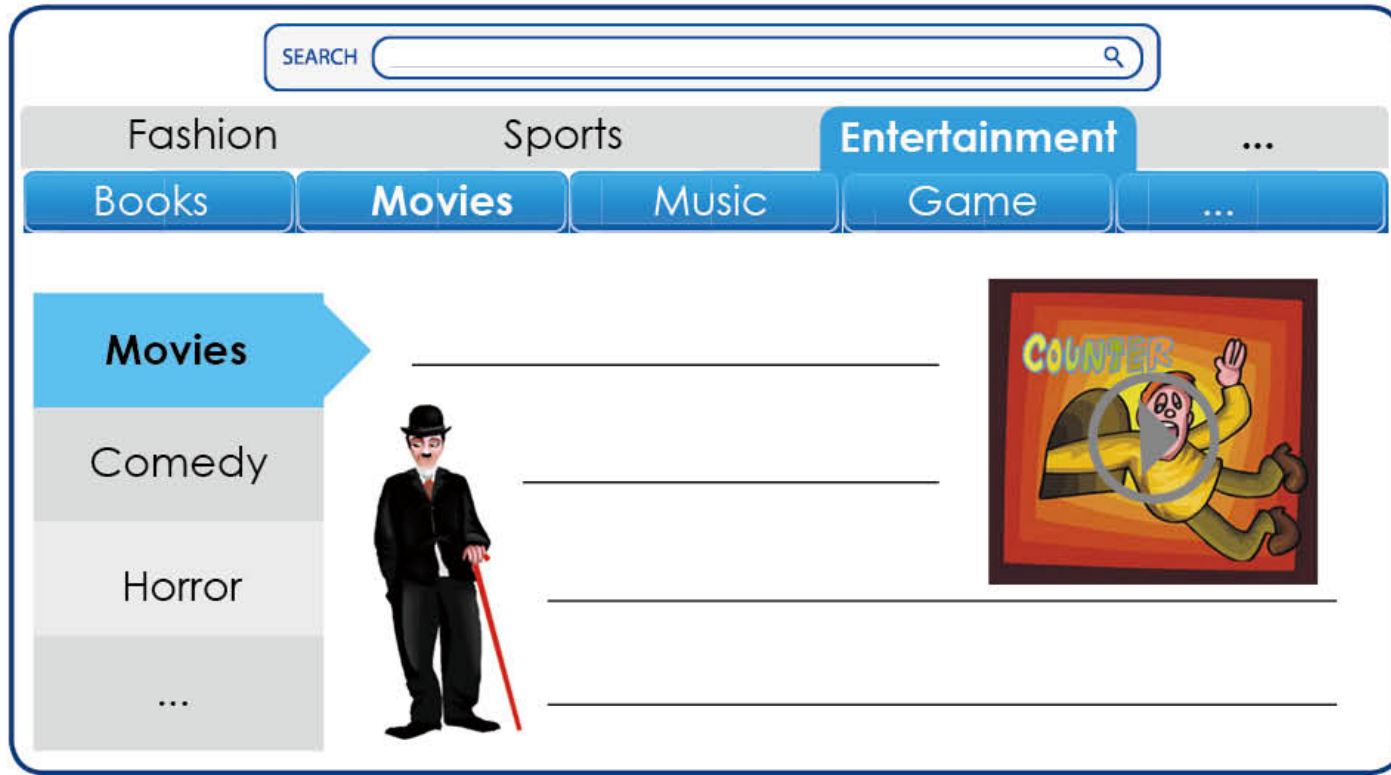 SEARCH
Fashion Sports Entertainment ...
Books Movies Music Game ...
Movies
COUNTER
Comedy
Horror
...